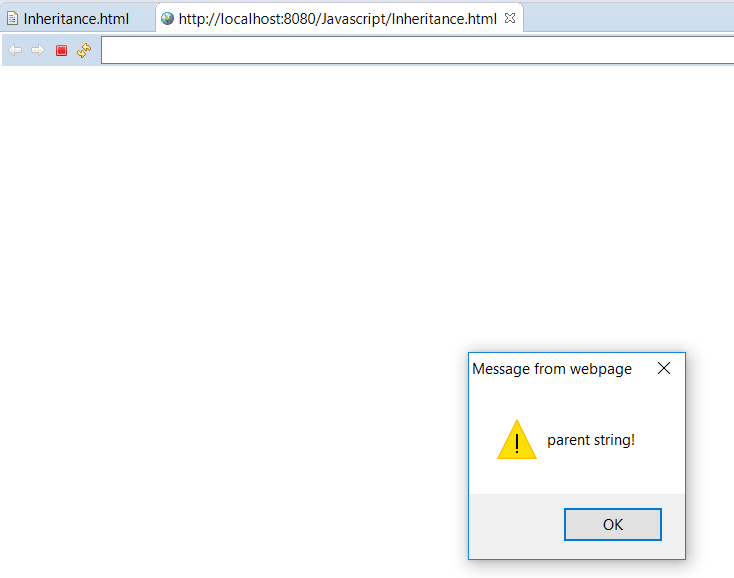 Inheritance.html
http://localhost:8080/Javascript/Inheritance.html
Message from webpage
!
parent string!
OK